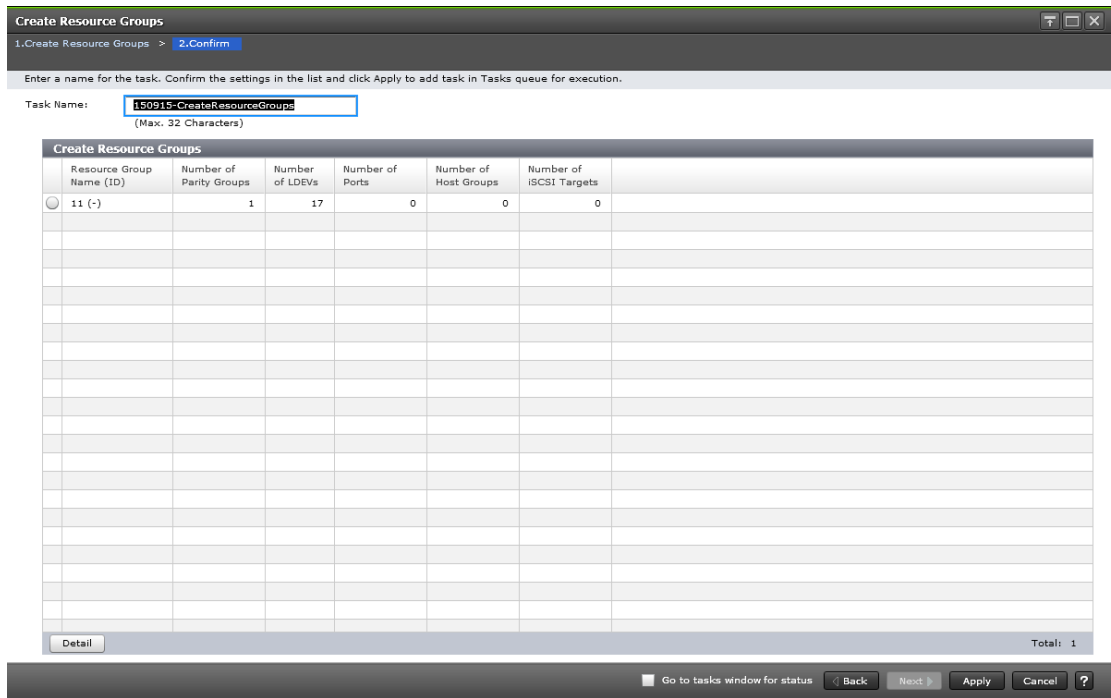 Create Resource Groups
1.Create Resource Groups > 2.Confirm
Enter a name for the task. Confirm the settings in the list and click Apply to add task in Tasks queue for execution.
Task Name: 150915-CreateResourceGroups
(Max. 32 Characters)
Create Resource Groups
Resource Group Name (ID) Number of Parity Groups Number of LDEVs Number of Ports Number of Host Groups Number of iSCSI Targets
11 (-) 1 17 0 0 0
Detail Total: 1
Go to tasks window for status Back Next Apply Cancel ?